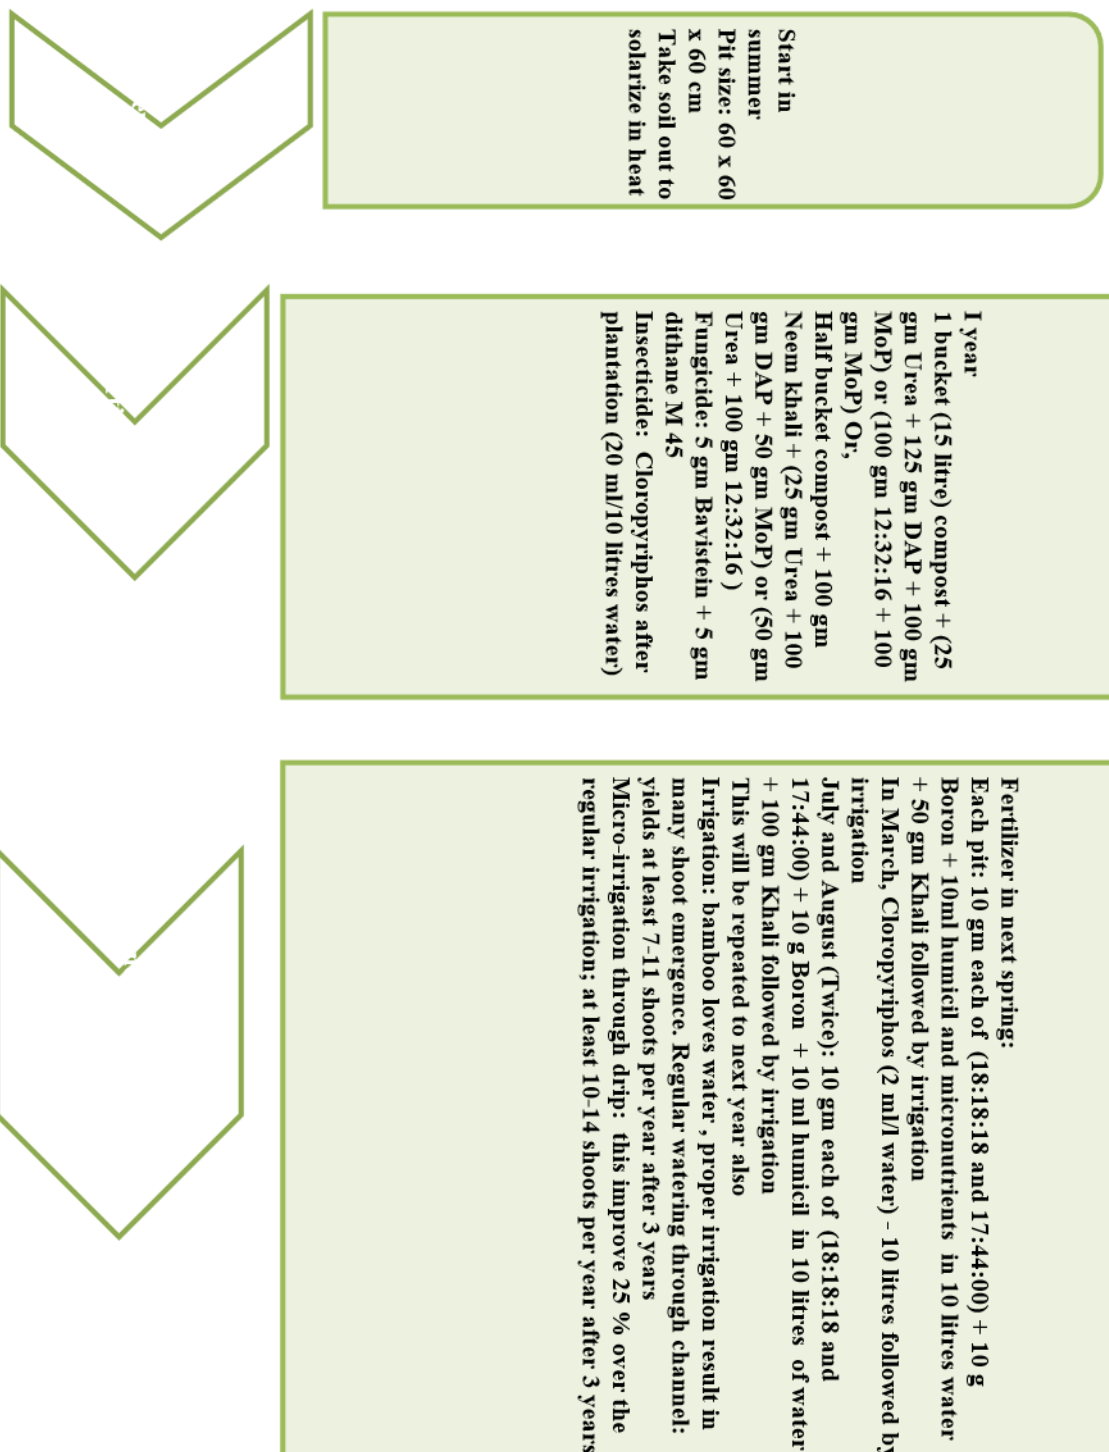 Start in
summer
Pit size: 60 x 60
x 60 cm
Take soil out to
solarize in heat
I year
1 bucket (15 litre) compost + (25
gm Urea + 125 gm DAP + 100 gm
MoP) or (100 gm 12:32:16 + 100
gm MoP) Or,
Half bucket compost + 100 gm
Neem khali + (25 gm Urea + 100
gm DAP + 50 gm MoP) or (50 gm
Urea + 100 gm 12:32:16 )
Fungicide: 5 gm Bavistein + 5 gm
dithane M 45
Insecticide: Cloropyriphos after
plantation (20 ml/10 litres water)
Fertilizer in next spring:
Each pit: 10 gm each of (18:18:18 and 17:44:00) + 10 g
Boron + 10ml humicil and micronutrients in 10 litres water
+ 50 gm Khali followed by irrigation
In March, Cloropyriphos (2 ml/l water) - 10 litres followed by
irrigation
July and August (Twice): 10 gm each of (18:18:18 and
17:44:00) + 10 g Boron + 10 ml humicil in 10 litres of water
+ 100 gm Khali followed by irrigation
This will be repeated to next year also
Irrigation: bamboo loves water , proper irrigation result in
many shoot emergence. Regular watering through channel:
yields at least 7-11 shoots per year after 3 years
Micro-irrigation through drip: this improve 25 % over the
regular irrigation; at least 10-14 shoots per year after 3 years